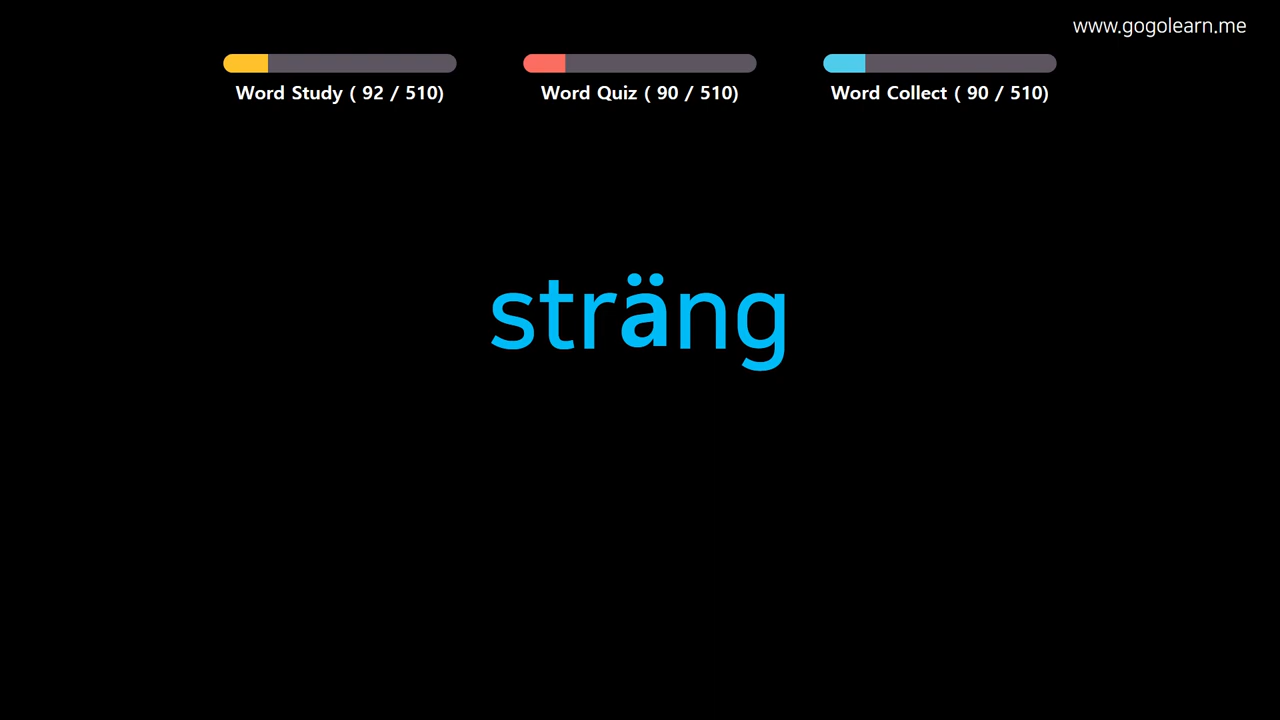 www.gogolearn.me
Word Study ( 92 / 510)
Word Quiz ( 90 / 510)
Word Collect ( 90 / 510)
sträng